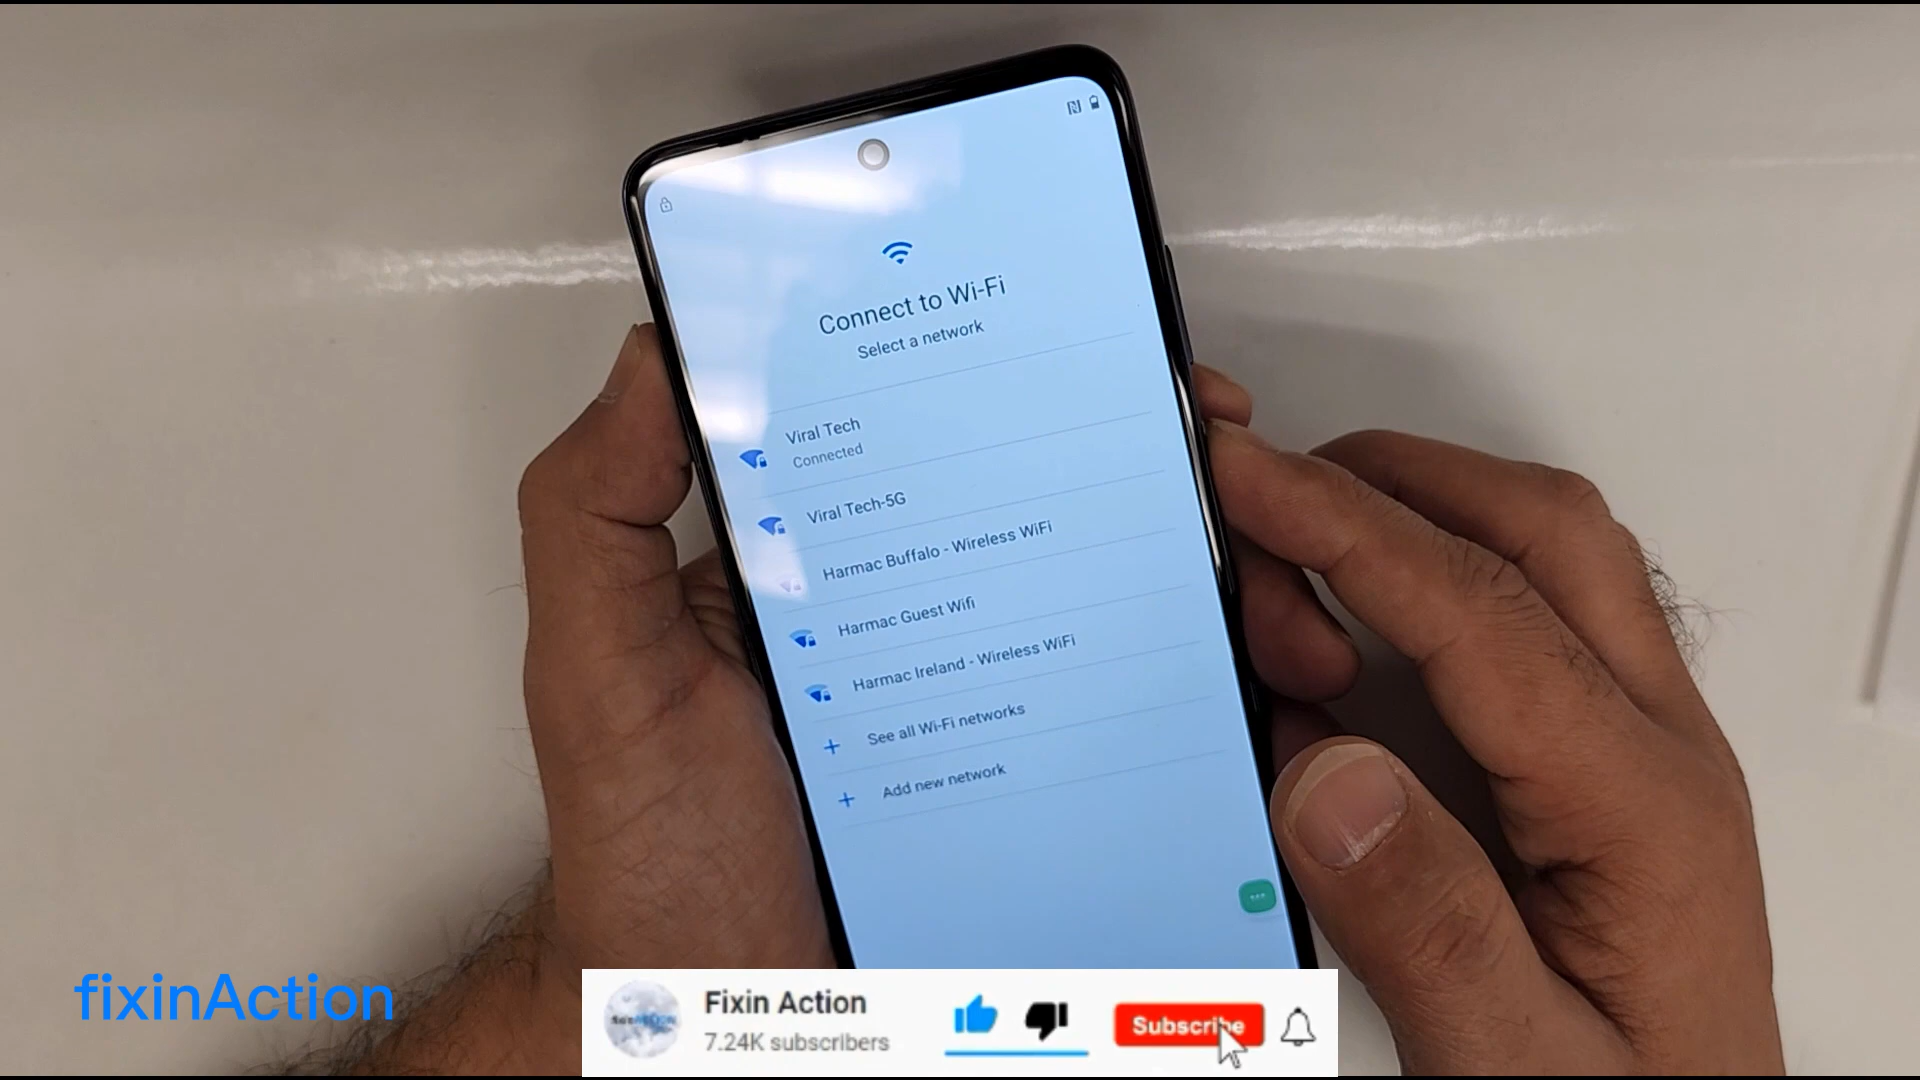 Connect to Wi-Fi
Select a network
Viral Tech
Connected
Viral Tech-5G
Harmac Buffalo - Wireless WiFi
Harmac Guest Wifi
Harmac Ireland - Wireless WiFi
See all Wi-Fi networks
Add new network
fixinAction
Fixin Action
7.24K subscribers
Subscribe